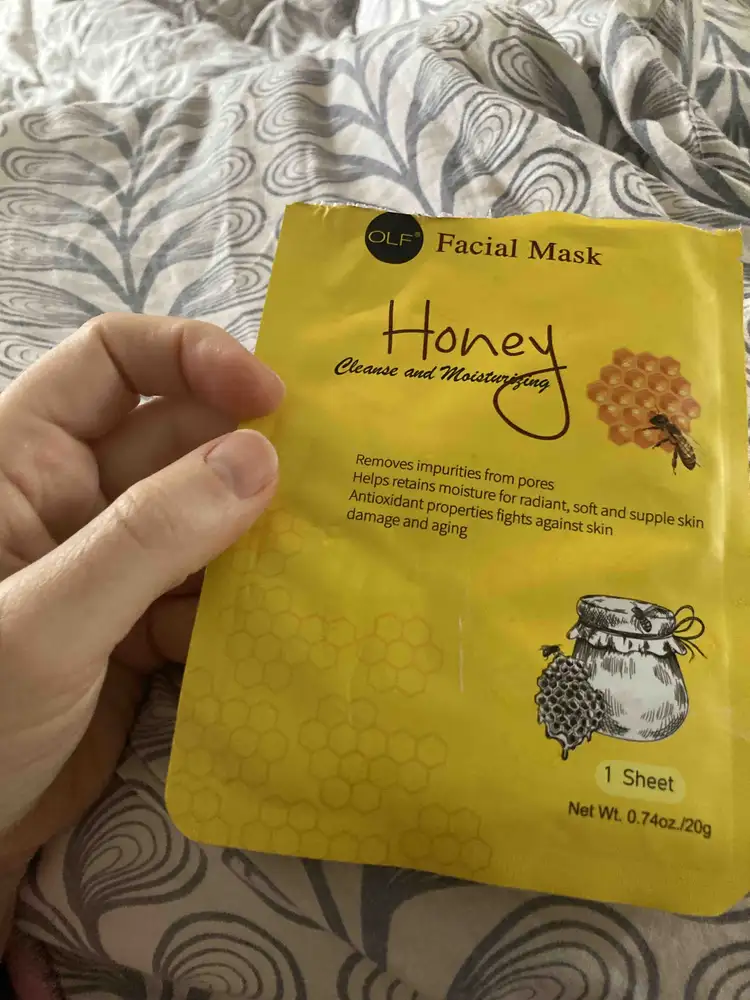 OLF® Facial Mask
Honey
Cleanse and Moisturizing
Removes impurities from pores
Helps retains moisture for radiant, soft and supple skin
Antioxidant properties fights against skin
damage and aging
1 Sheet
Net Wt. 0.74oz./20g